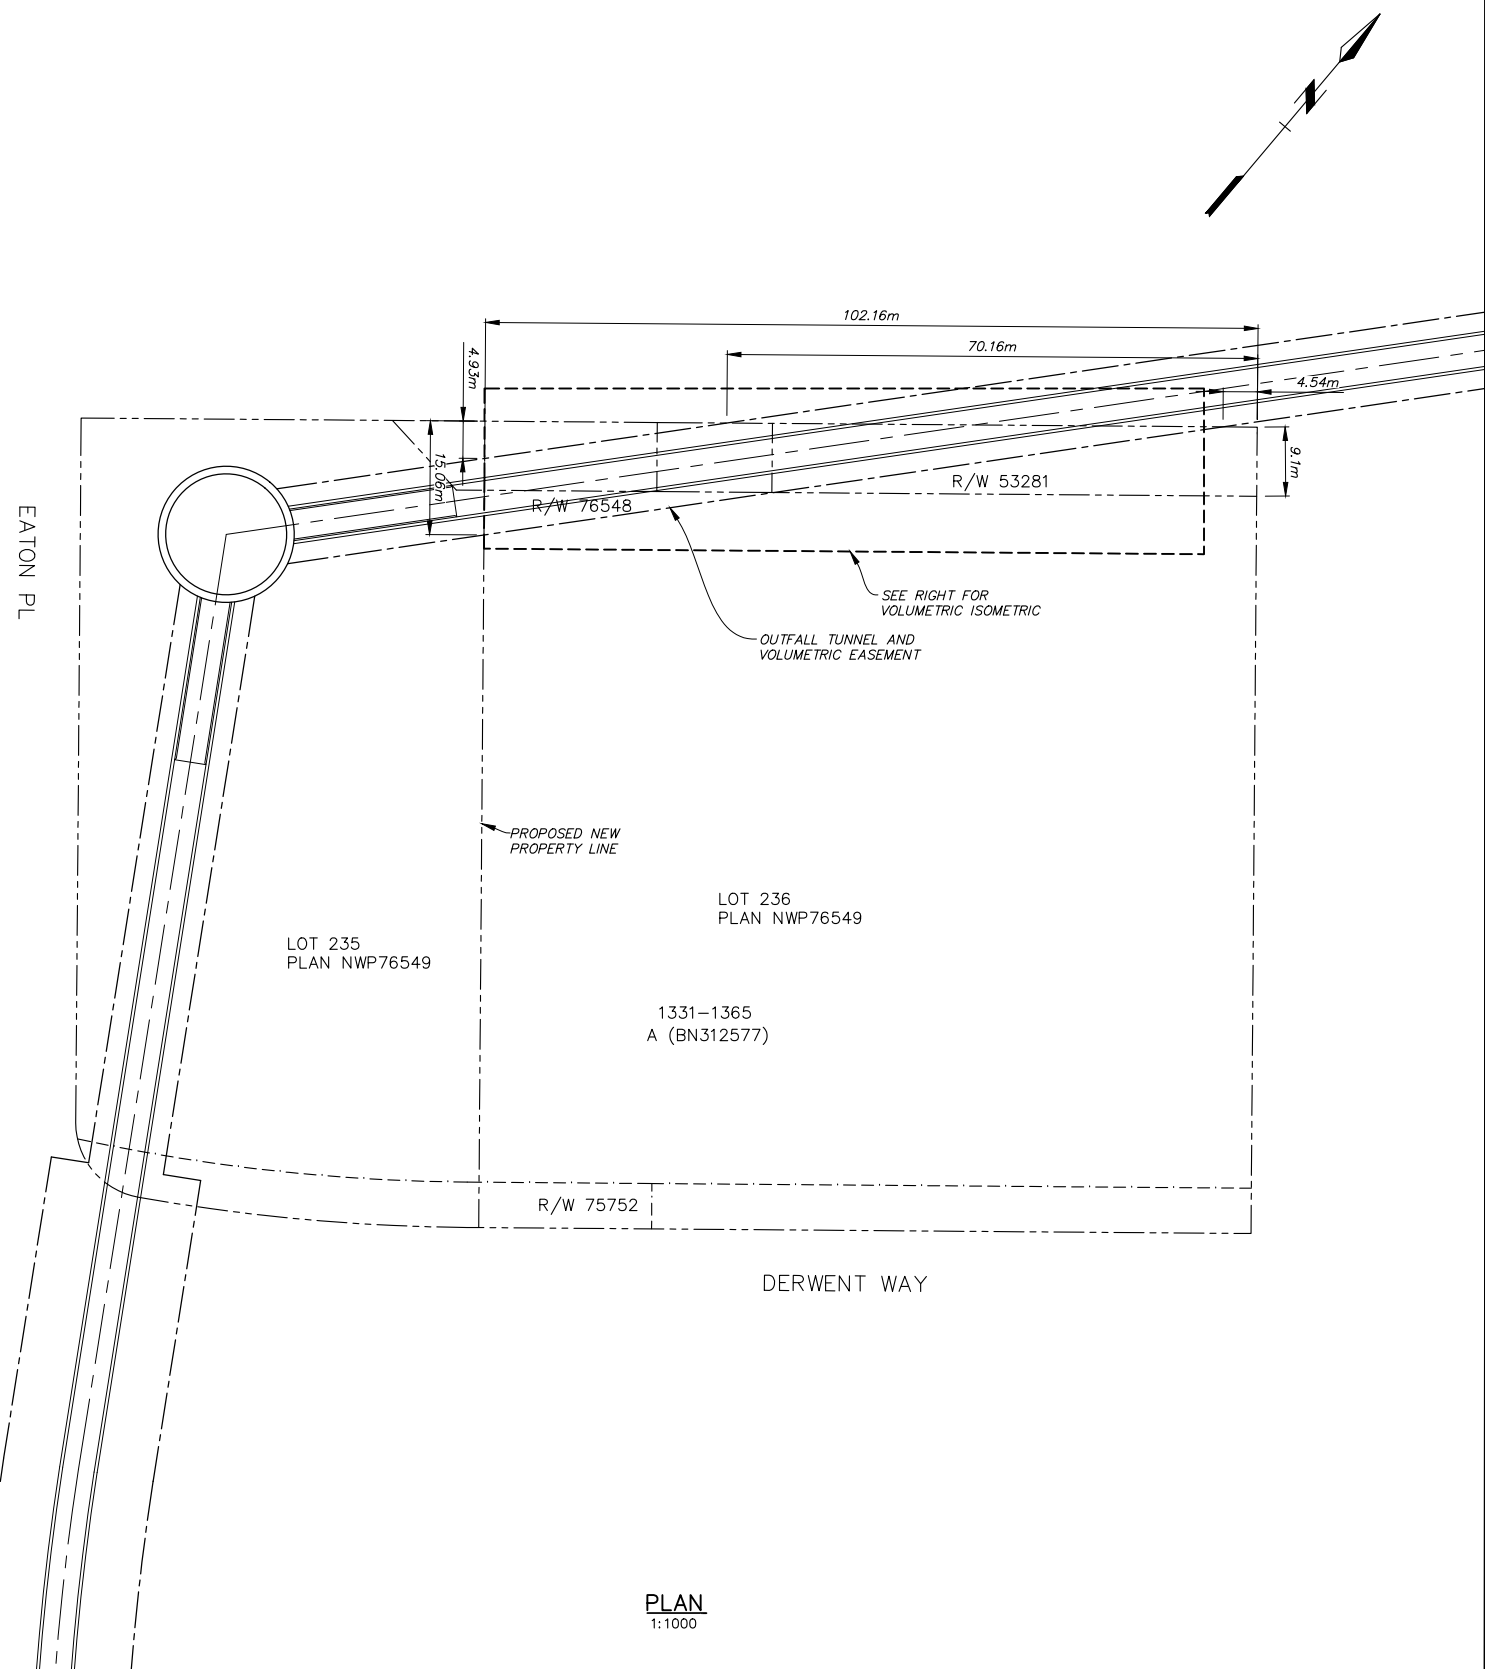 N
102.16m
70.16m
4.93m
4.54m
15.06m
9.1m
R/W 53281
R/W 76548
EATON PL
SEE RIGHT FOR
VOLUMETRIC ISOMETRIC
OUTFALL TUNNEL AND
VOLUMETRIC EASEMENT
PROPOSED NEW
PROPERTY LINE
LOT 236
PLAN NWP76549
LOT 235
PLAN NWP76549
1331-1365
A (BN312577)
R/W 75752
DERWENT WAY
PLAN
1:1000